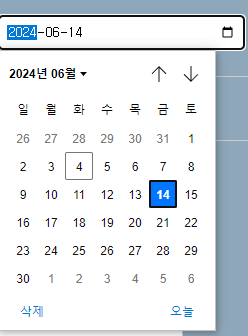 2024-06-14
2024년 06월
일 월 화 수 목 금 토
26 27 28 29 30 31 1
2 3 4 5 6 7 8
9 10 11 12 13 14 15
16 17 18 19 20 21 22
23 24 25 26 27 28 29
30 1 2 3 4 5 6
삭제 오늘